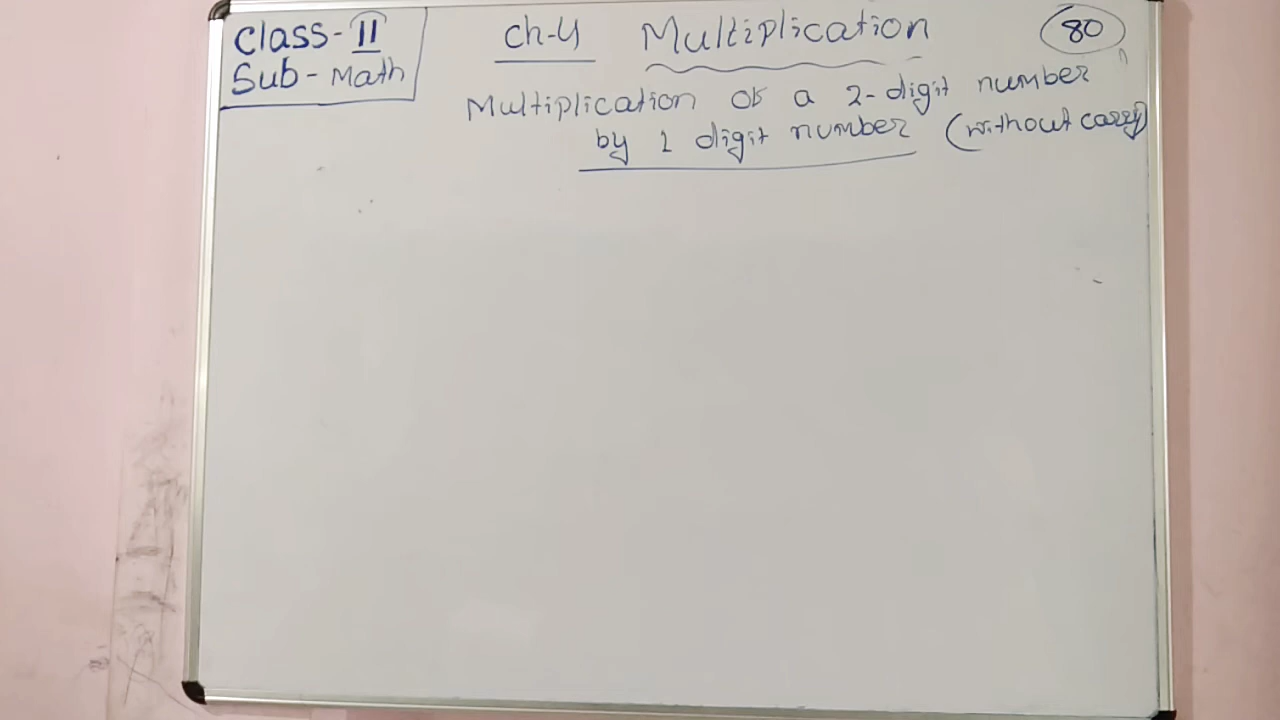 Class-II
Sub- Math
Ch-4 Multiplication
80
Multiplication of a 2-digit number
by 1 digit number (without carry)